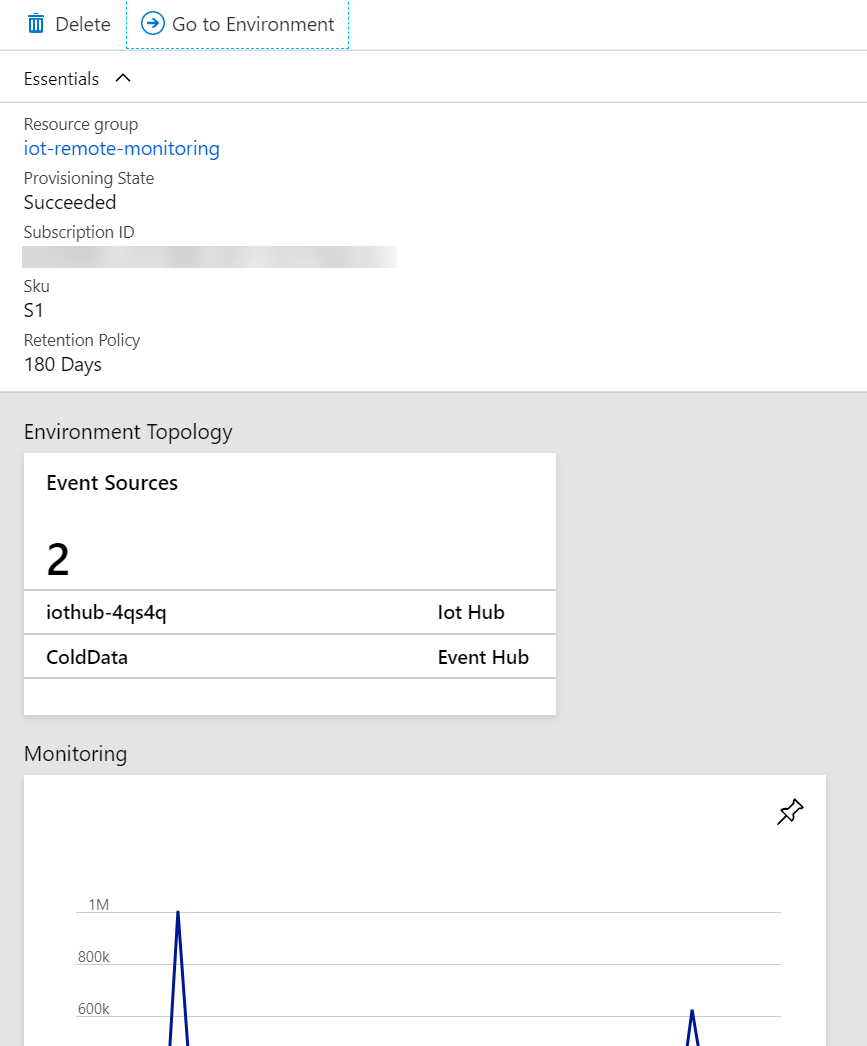 Delete Go to Environment
Essentials
Resource group
iot-remote-monitoring
Provisioning State
Succeeded
Subscription ID
Sku
S1
Retention Policy
180 Days
Environment Topology
Event Sources
2
iothub-4qs4q Iot Hub
ColdData Event Hub
Monitoring
1M
800k
600k